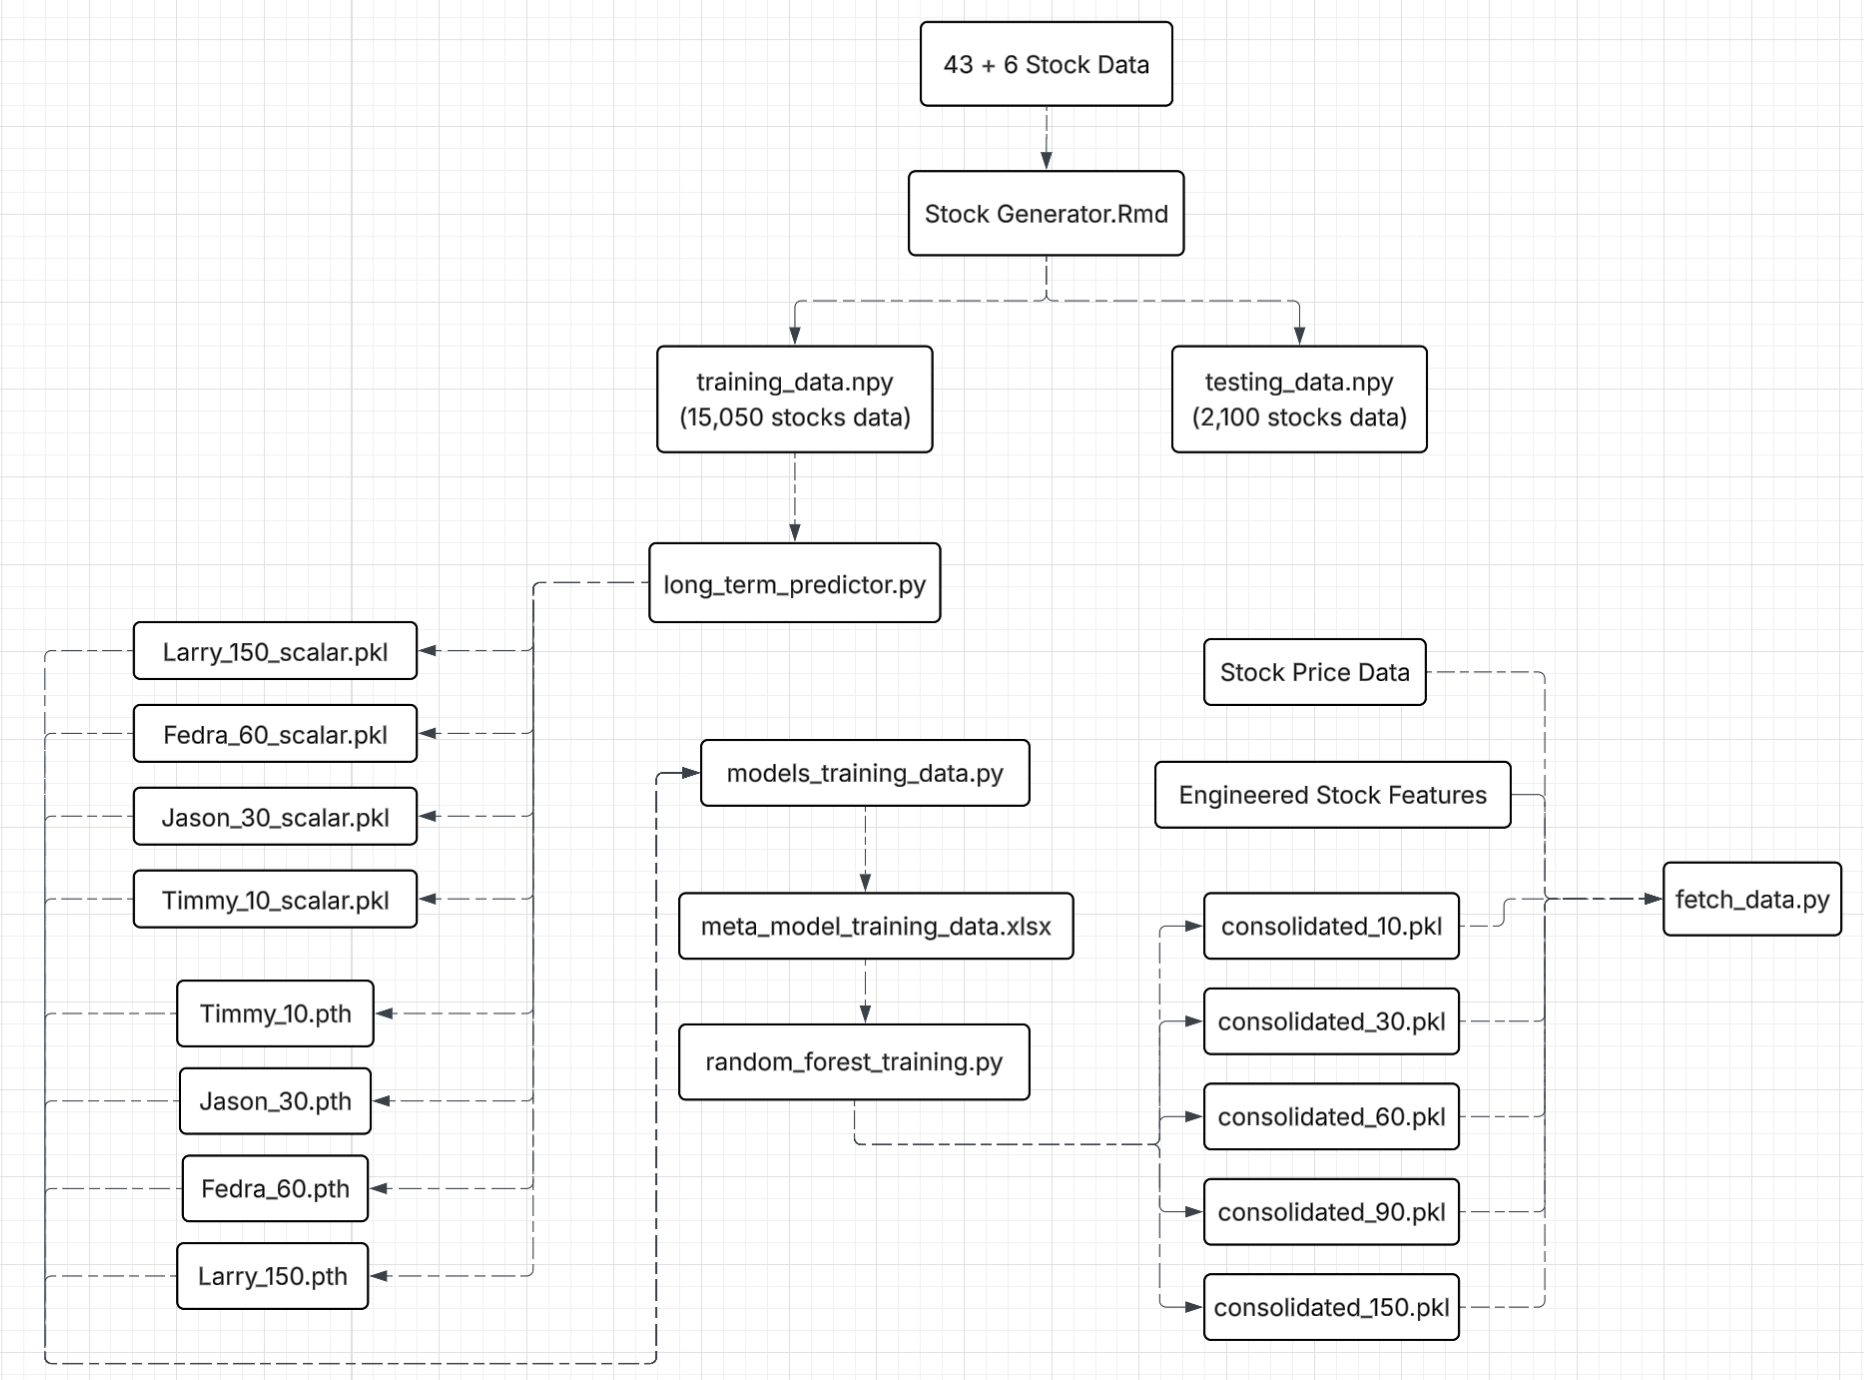 43 + 6 Stock Data
Stock Generator.Rmd
training_data.npy
(15,050 stocks data)
testing_data.npy
(2,100 stocks data)
long_term_predictor.py
Larry_150_scalar.pkl
Fedra_60_scalar.pkl
Jason_30_scalar.pkl
Timmy_10_scalar.pkl
Timmy_10.pth
Jason_30.pth
Fedra_60.pth
Larry_150.pth
models_training_data.py
meta_model_training_data.xlsx
random_forest_training.py
Stock Price Data
Engineered Stock Features
consolidated_10.pkl
consolidated_30.pkl
consolidated_60.pkl
consolidated_90.pkl
consolidated_150.pkl
fetch_data.py